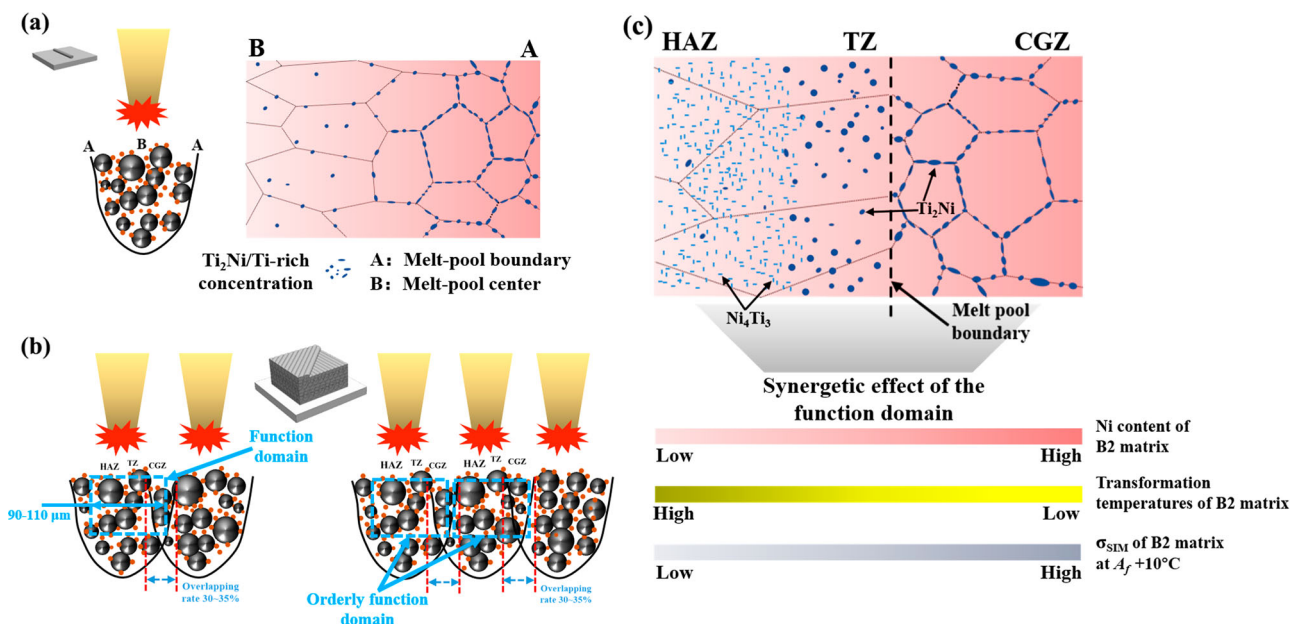 (a)
A
B
A
B
A
Ti₂Ni/Ti-rich
concentration
A： Melt-pool boundary
B： Melt-pool center
(b)
HAZ
TZ
CGZ
Function
domain
90-110 μm
Overlapping
rate 30~35%
HAZ
TZ
CGZ
HAZ
TZ
CGZ
Orderly function
domain
Overlapping
rate 30~35%
(c)
HAZ
TZ
CGZ
Ti₂Ni
Ni₄Ti₃
Melt pool
boundary
Synergetic effect of the
function domain
Low
High
Ni content of
B2 matrix
High
Low
Transformation
temperatures of B2 matrix
Low
High
σSIM of B2 matrix
at Af +10°C